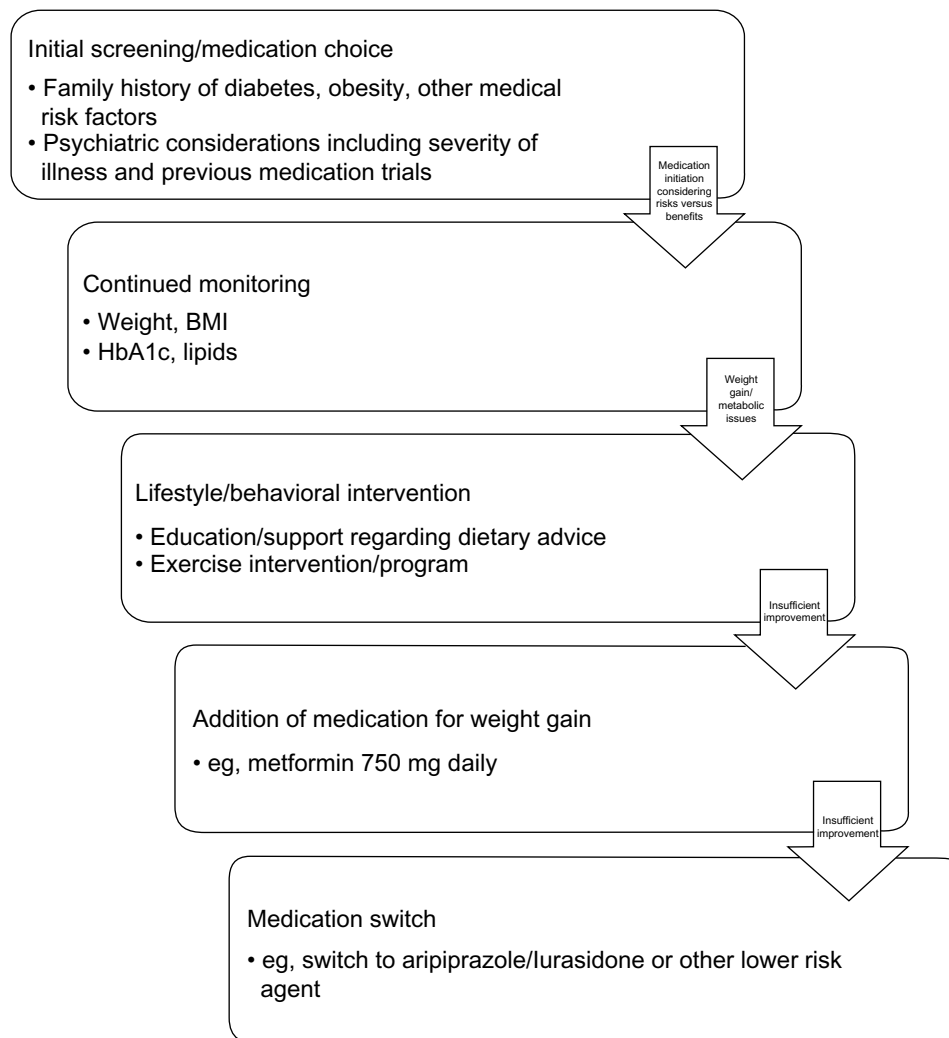 Initial screening/medication choice
• Family history of diabetes, obesity, other medical
risk factors
• Psychiatric considerations including severity of
illness and previous medication trials
Medication
initiation
considering
risks versus
benefits
Continued monitoring
• Weight, BMI
• HbA1c, lipids
Weight
gain/
metabolic
issues
Lifestyle/behavioral intervention
• Education/support regarding dietary advice
• Exercise intervention/program
Insufficient
improvement
Addition of medication for weight gain
• eg, metformin 750 mg daily
Insufficient
improvement
Medication switch
• eg, switch to aripiprazole/lurasidone or other lower risk
agent